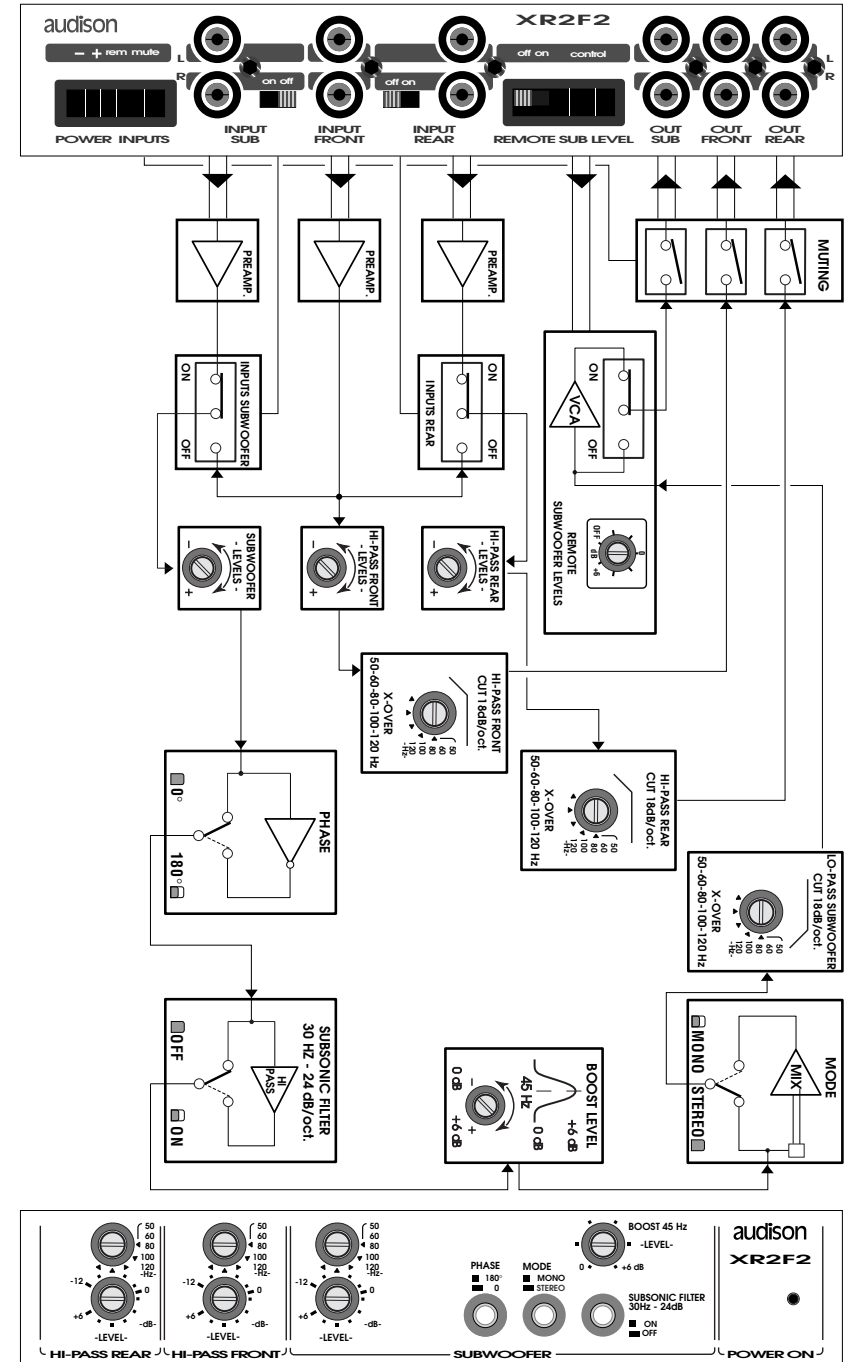 audison
XR2F2
− + rem mute
L
R
on off
off on
off on control
L
R
POWER INPUTS
INPUT SUB
INPUT FRONT
INPUT REAR
REMOTE SUB LEVEL
OUT SUB
OUT FRONT
OUT REAR
PREAMP.
PREAMP.
PREAMP.
MUTING
INPUTS SUBWOOFER
ON
OFF
INPUTS REAR
ON
OFF
VCA
ON
OFF
REMOTE
SUBWOOFER LEVELS
OFF
dB
0
+6
SUBWOOFER
- LEVELS -
−
+
HI-PASS FRONT
- LEVELS -
−
+
HI-PASS REAR
- LEVELS -
−
+
HI-PASS FRONT
CUT 18dB/oct.
50
60
80
100
120
-Hz-
X-OVER
50-60-80-100-120 Hz
HI-PASS REAR
CUT 18dB/oct.
50
60
80
100
120
-Hz-
X-OVER
50-60-80-100-120 Hz
LO-PASS SUBWOOFER
CUT 18dB/oct.
50
60
80
100
120
-Hz-
X-OVER
50-60-80-100-120 Hz
PHASE
0°
180°
SUBSONIC FILTER
30 HZ - 24 dB/oct.
HI
PASS
OFF
ON
BOOST LEVEL
+6 dB
0 dB
45 Hz
−
+
0 dB
+6 dB
MODE
MIX
MONO
STEREO
50
60
80
100
120
-Hz-
-12
0
+6
-dB-
-LEVEL-
HI-PASS REAR
50
60
80
100
120
-Hz-
-12
0
+6
-dB-
-LEVEL-
HI-PASS FRONT
50
60
80
100
120
-Hz-
-12
0
+6
-dB-
-LEVEL-
PHASE
180°
0
MODE
MONO
STEREO
BOOST 45 Hz
-LEVEL-
0
+6 dB
SUBSONIC FILTER
30Hz - 24dB
ON
OFF
SUBWOOFER
audison
XR2F2
POWER ON